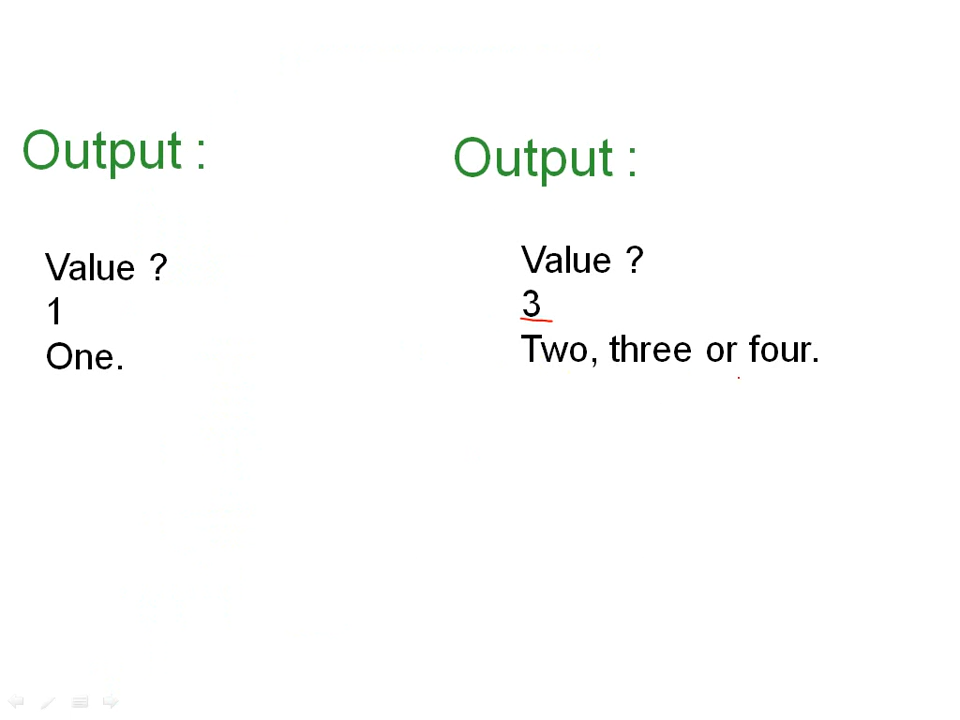 Output :
Value ?
1
One.
Output :
Value ?
3
Two, three or four.